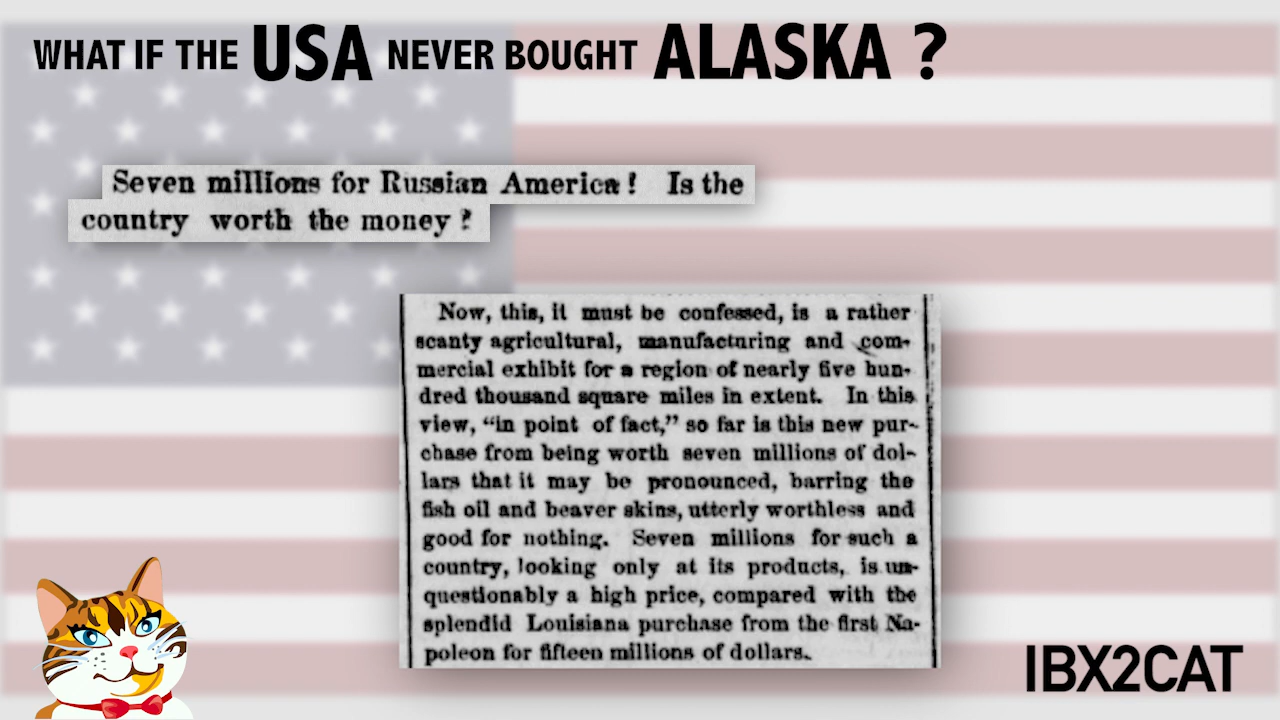 WHAT IF THE USA NEVER BOUGHT ALASKA ?
Seven millions for Russian America! Is the
country worth the money?
Now, this, it must be confessed, is a rather
scanty agricultural, manufacturing and com-
mercial exhibit for a region of nearly five hun-
dred thousand square miles in extent. In this
view, "in point of fact," so far is this new pur-
chase from being worth seven millions of dol-
lars that it may be pronounced, barring the
fish oil and beaver skins, utterly worthless and
good for nothing. Seven millions for such a
country, looking only at its products, is un-
questionably a high price, compared with the
splendid Louisiana purchase from the first Na-
poleon for fifteen millions of dollars.
IBX2CAT